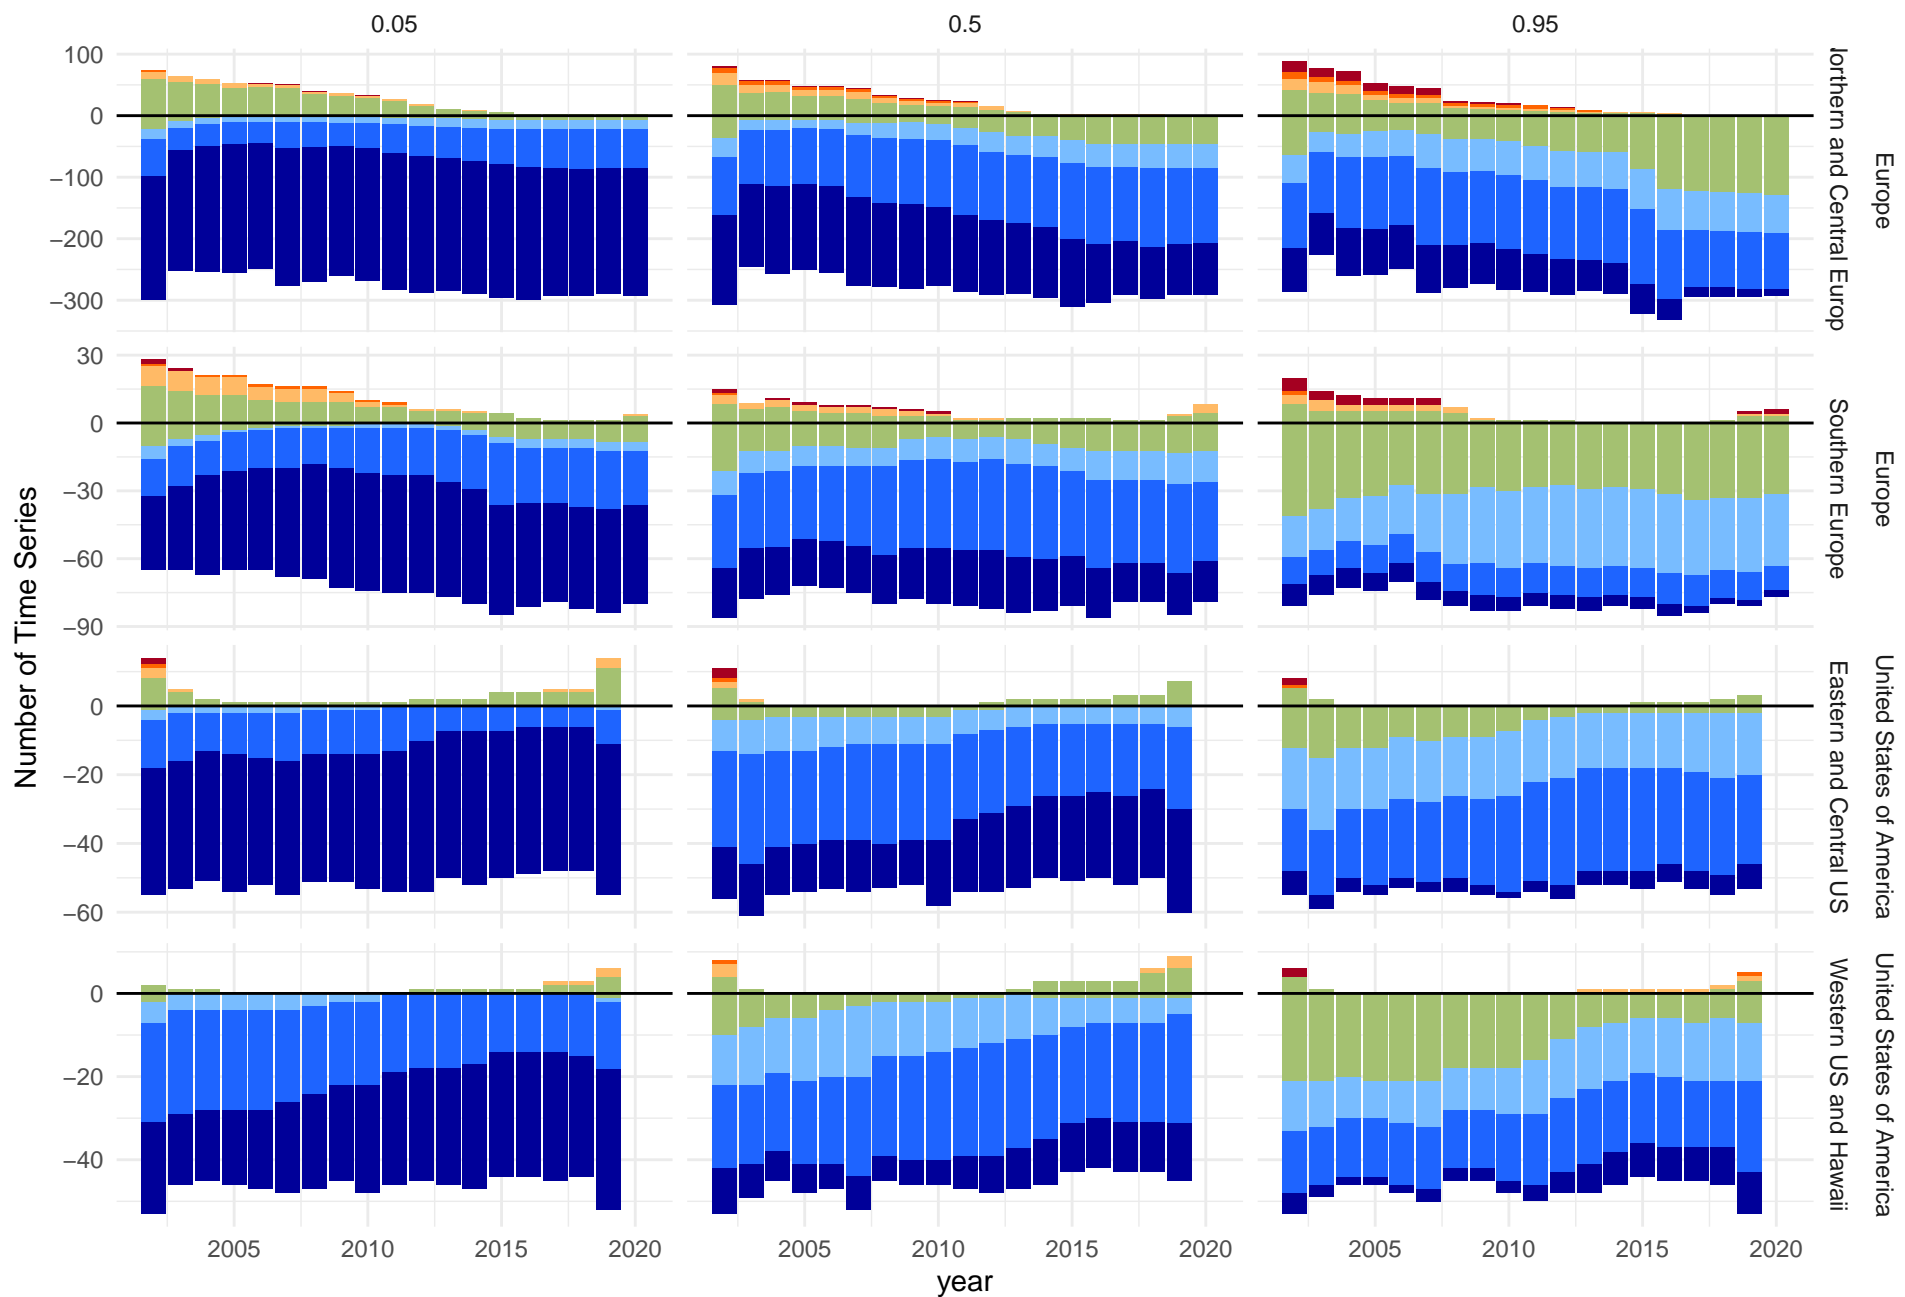 0.05 0.5 0.95
100
0
−100
−200
−300
Northern and Central Europ
Europe
30
0
−30
−60
−90
Southern Europe
Europe
0
−20
−40
−60
Eastern and Central US
United States of America
0
−20
−40
Western US and Hawaii
United States of America
Number of Time Series
2005 2010 2015 2020 2005 2010 2015 2020 2005 2010 2015 2020
year